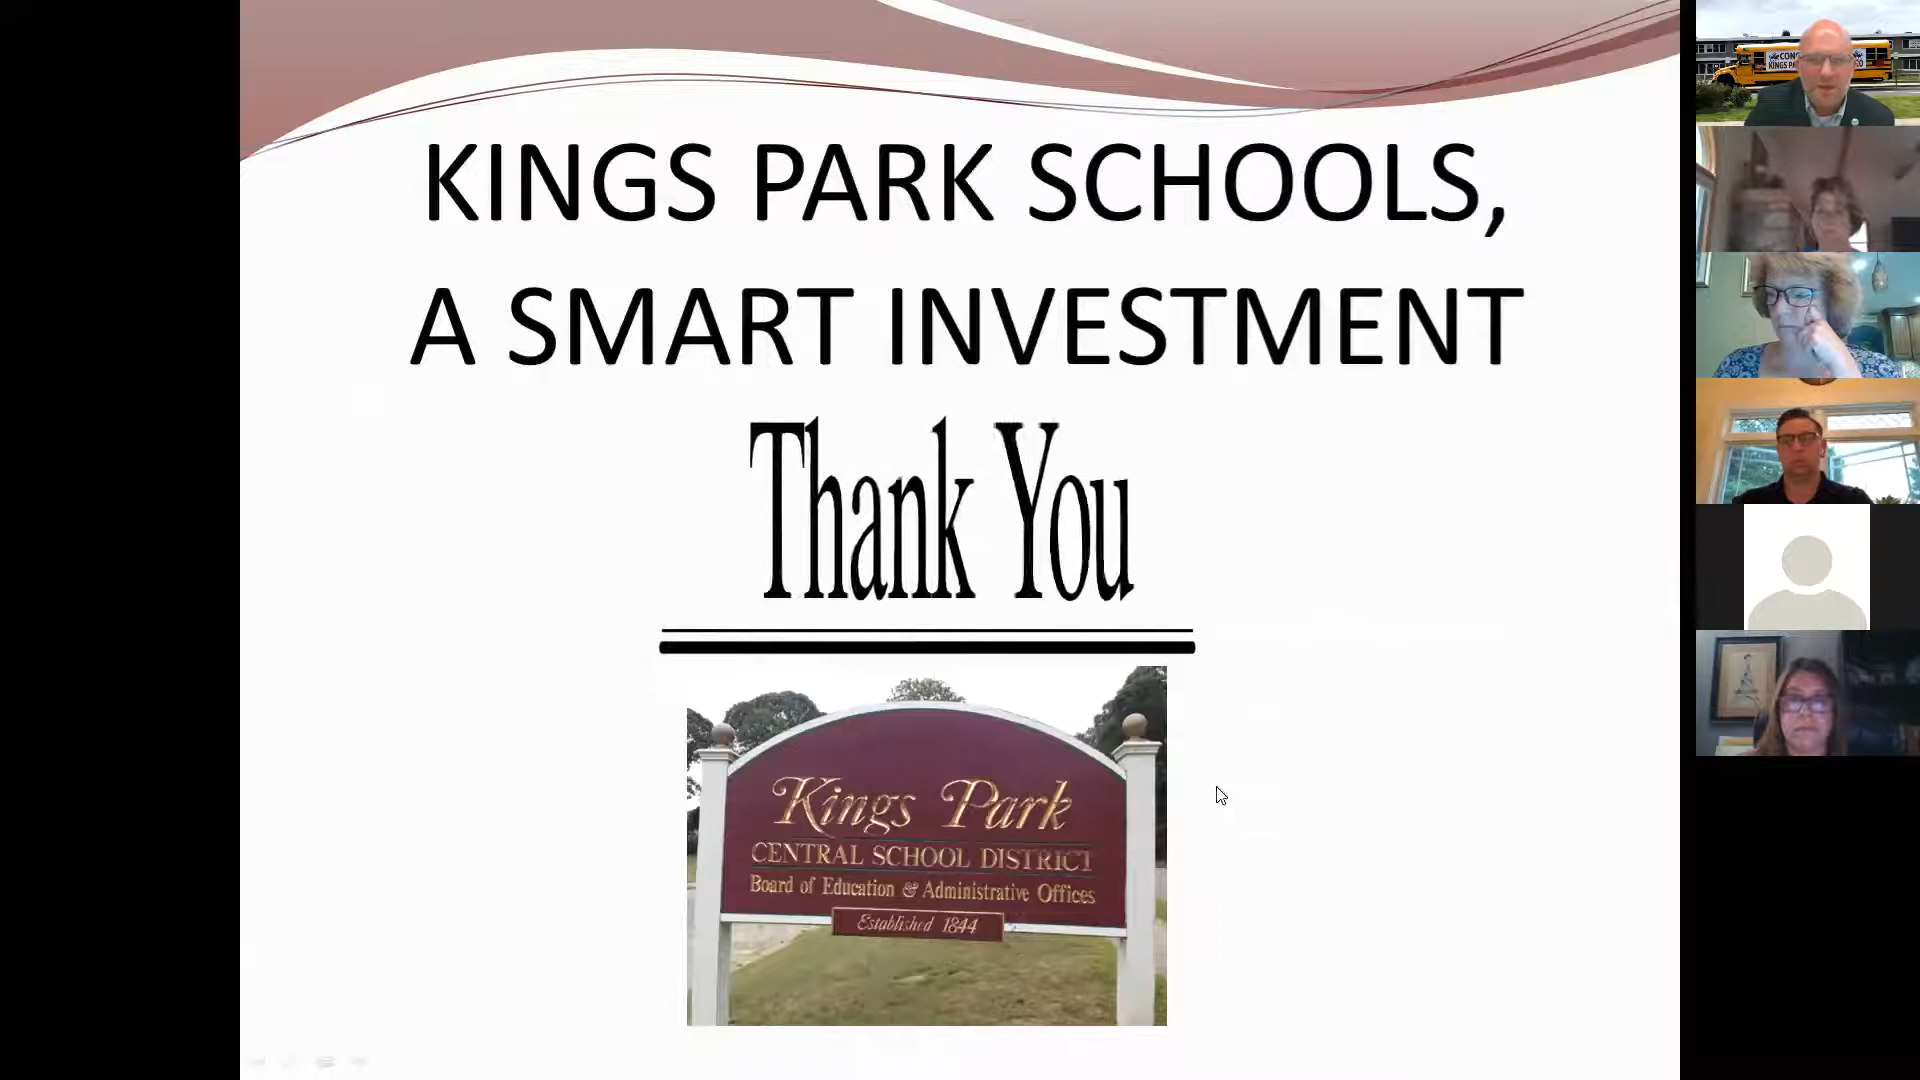 KINGS PARK SCHOOLS,
A SMART INVESTMENT
Thank You
Kings Park
CENTRAL SCHOOL DISTRICT
Board of Education & Administrative Offices
Established 1844